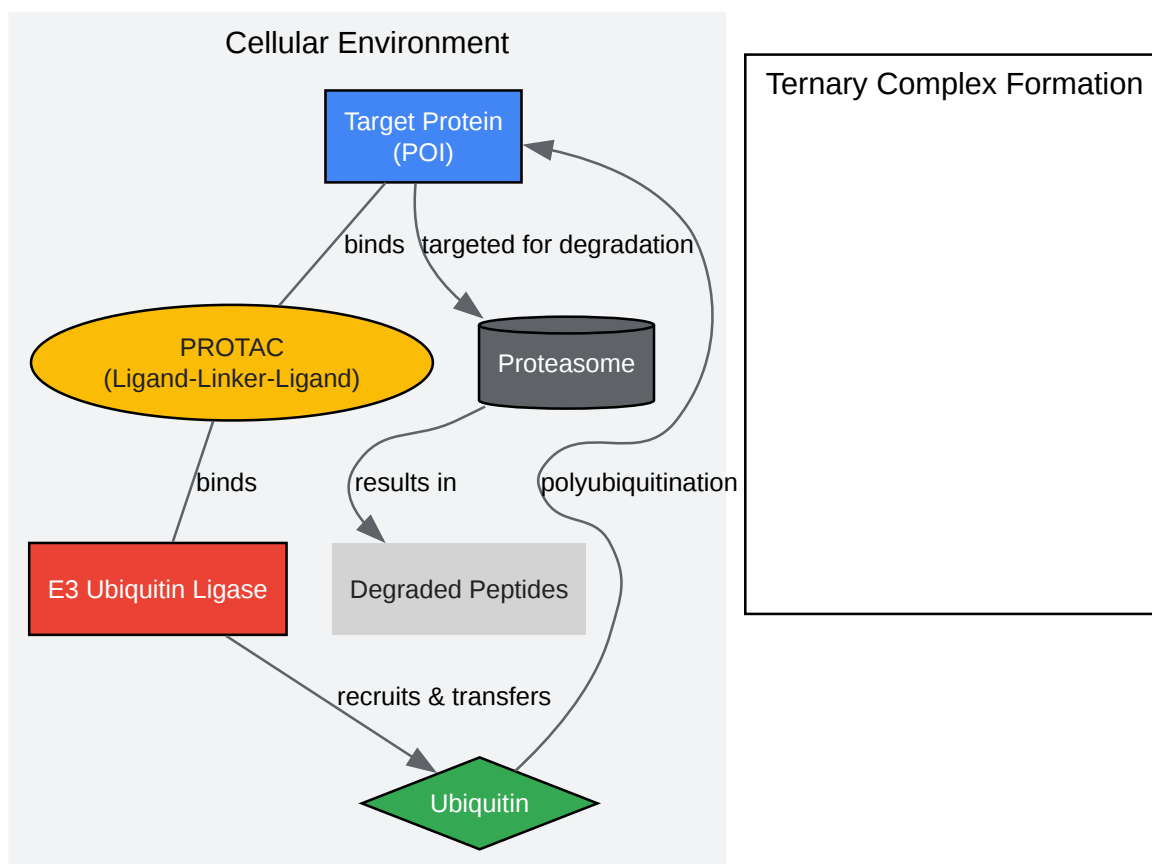 Cellular Environment
Ternary Complex Formation
Target Protein
(POI)
binds
targeted for degradation
PROTAC
(Ligand-Linker-Ligand)
Proteasome
binds
results in
polyubiquitination
E3 Ubiquitin Ligase
Degraded Peptides
recruits & transfers
Ubiquitin